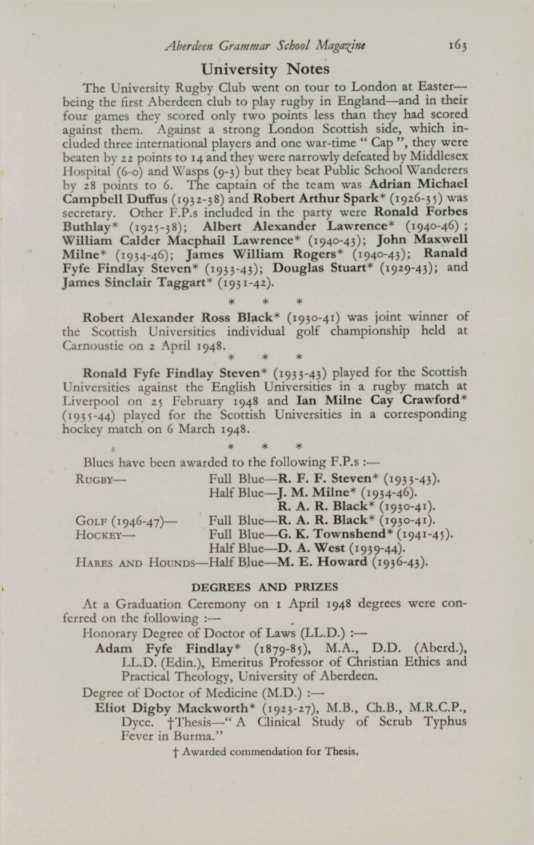 Aberdeen Grammar School Magazine 163
University Notes
The University Rugby Club went on tour to London at Easter—
being the first Aberdeen club to play rugby in England—and in their
four games they scored only two points less than they had scored
against them. Against a strong London Scottish side, which in-
cluded three international players and one war-time " Cap ", they were
beaten by 22 points to 14 and they were narrowly defeated by Middlesex
Hospital (6-0) and Wasps (9-3) but they beat Public School Wanderers
by 28 points to 6. The captain of the team was Adrian Michael
Campbell Duffus (1932-38) and Robert Arthur Spark* (1926-35) was
secretary. Other F.P.s included in the party were Ronald Forbes
Buthlay* (1925-38); Albert Alexander Lawrence* (1940-46) ;
William Calder Macphail Lawrence* (1940-43); John Maxwell
Milne* (1934-46); James William Rogers* (1940-43); Ranald
Fyfe Findlay Steven* (1933-43); Douglas Stuart* (1929-43); and
James Sinclair Taggart* (1931-42).
* * *
Robert Alexander Ross Black* (1930-41) was joint winner of
the Scottish Universities individual golf championship held at
Carnoustie on 2 April 1948.
* * *
Ronald Fyfe Findlay Steven* (1933-43) played for the Scottish
Universities against the English Universities in a rugby match at
Liverpool on 25 February 1948 and Ian Milne Cay Crawford*
(1935-44) played for the Scottish Universities in a corresponding
hockey match on 6 March 1948.
* * *
Blues have been awarded to the following F.P.s :—
RUGBY— Full Blue—R. F. F. Steven* (1933-43).
Half Blue—J. M. Milne* (1934-46).
R. A. R. Black* (1930-41).
GOLF (1946-47)— Full Blue—R. A. R. Black* (1930-41).
HOCKEY— Full Blue—G. K. Townshend* (1941-45).
Half Blue—D. A. West (1939-44).
HARES AND HOUNDS—Half Blue—M. E. Howard (1936-43).
DEGREES AND PRIZES
At a Graduation Ceremony on 1 April 1948 degrees were con-
ferred on the following :—
Honorary Degree of Doctor of Laws (LL.D.) :—
Adam Fyfe Findlay* (1879-85), M.A., D.D. (Aberd.),
LL.D. (Edin.), Emeritus Professor of Christian Ethics and
Practical Theology, University of Aberdeen.
Degree of Doctor of Medicine (M.D.) :—
Eliot Digby Mackworth* (1923-27), M.B., Ch.B., M.R.C.P.,
Dyce. †Thesis—" A Clinical Study of Scrub Typhus
Fever in Burma."
† Awarded commendation for Thesis.